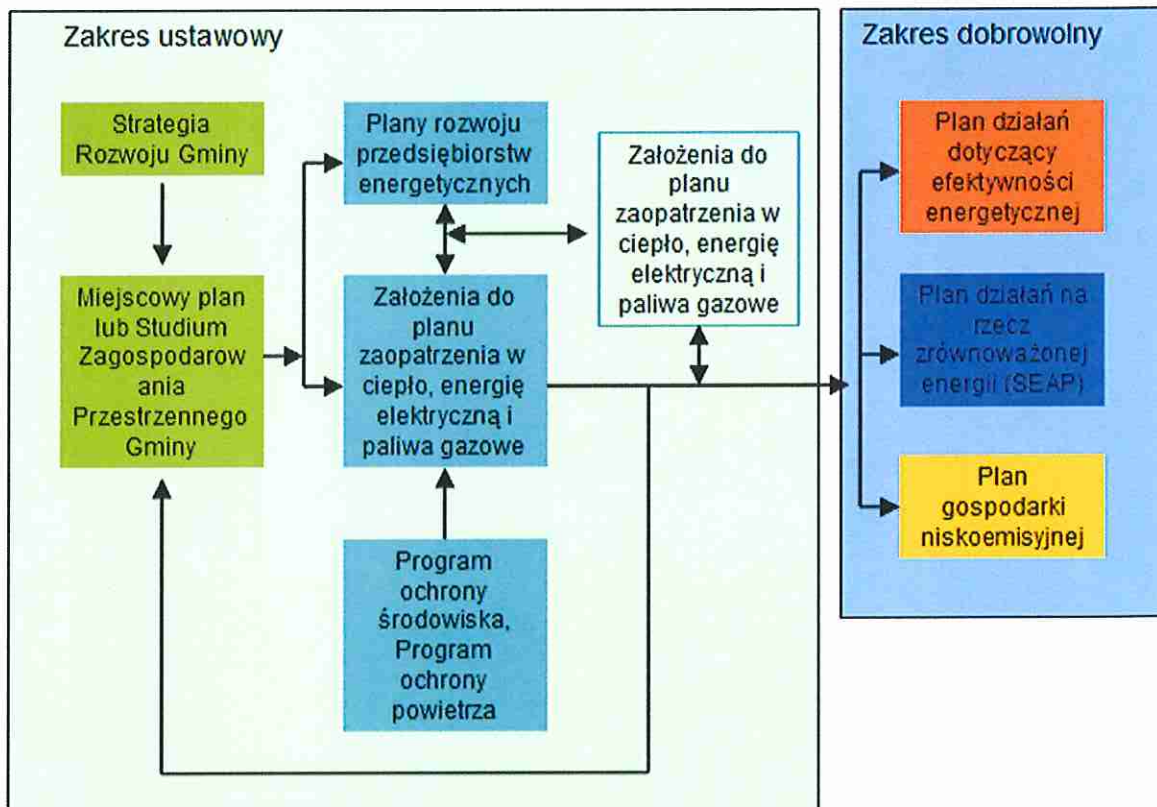 Zakres ustawowy
Strategia
Rozwoju Gminy
Miejscowy plan
lub Studium
Zagospodarow
ania
Przestrzennego
Gminy
Plany rozwoju
przedsiębiorstw
energetycznych
Założenia do
planu
zaopatrzenia w
ciepło, energię
elektryczną i
paliwa gazowe
Program
ochrony
środowiska,
Program
ochrony
powietrza
Założenia do
planu
zaopatrzenia w
ciepło, energię
elektryczną i
paliwa gazowe
Zakres dobrowolny
Plan działań
dotyczący
efektywności
energetycznej
Plan działań na
rzecz
zrównoważonej
energii (SEAP)
Plan
gospodarki
niskoemisyjnej